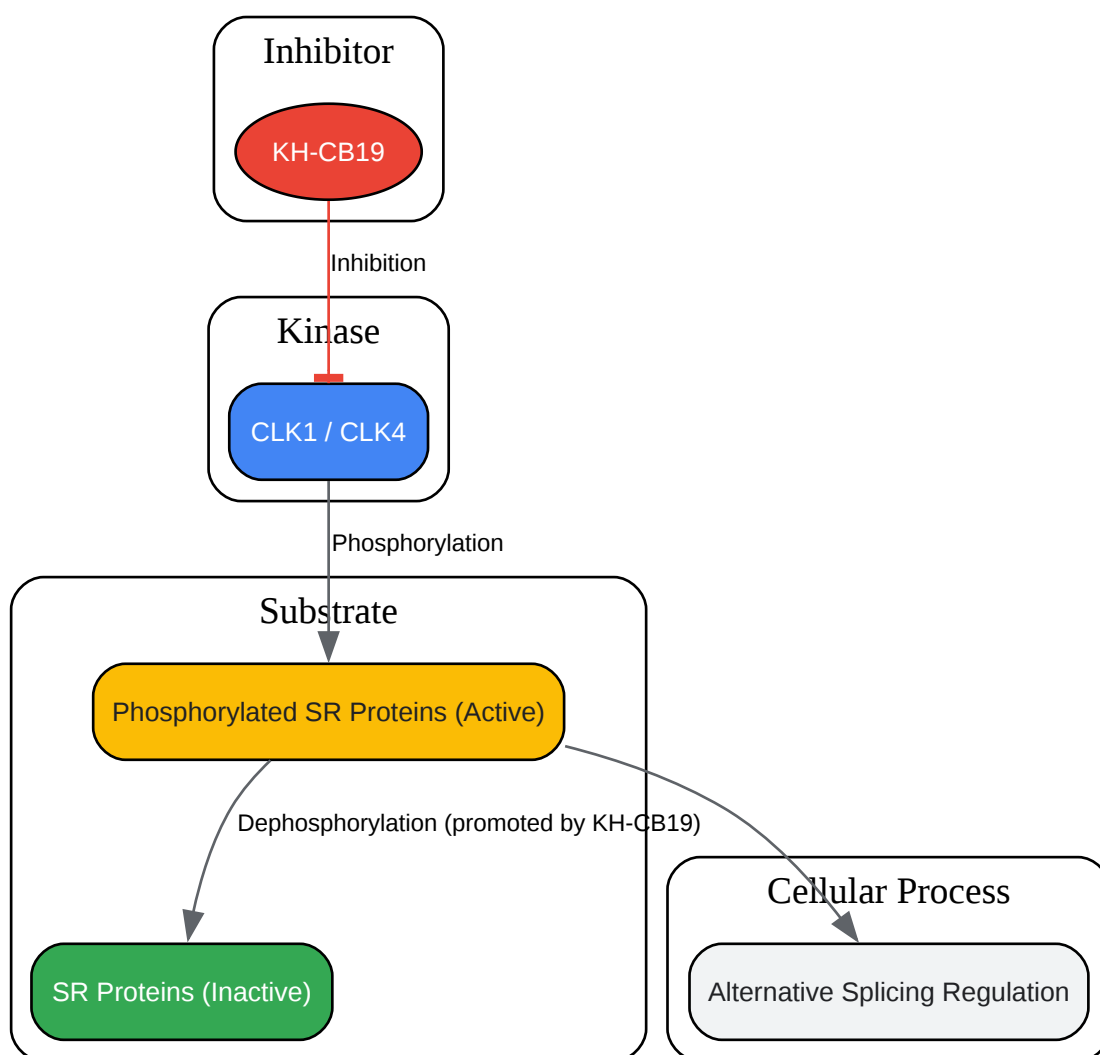 Inhibitor
KH-CB19
Inhibition
Kinase
CLK1 / CLK4
Phosphorylation
Substrate
Phosphorylated SR Proteins (Active)
Dephosphorylation (promoted by KH-CB19)
Cellular Process
SR Proteins (Inactive)
Alternative Splicing Regulation